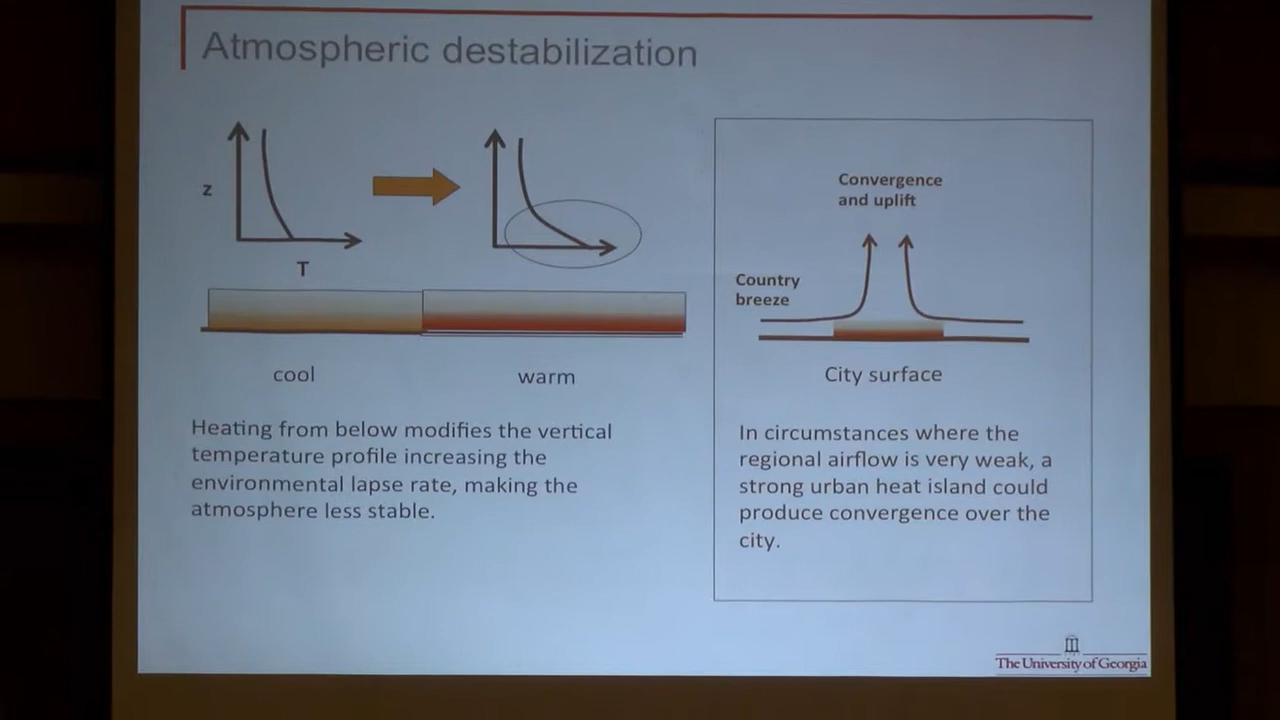 Atmospheric destabilization
z
T
cool
warm
Heating from below modifies the vertical
temperature profile increasing the
environmental lapse rate, making the
atmosphere less stable.
Convergence
and uplift
Country
breeze
City surface
In circumstances where the
regional airflow is very weak, a
strong urban heat island could
produce convergence over the
city.
The University of Georgia